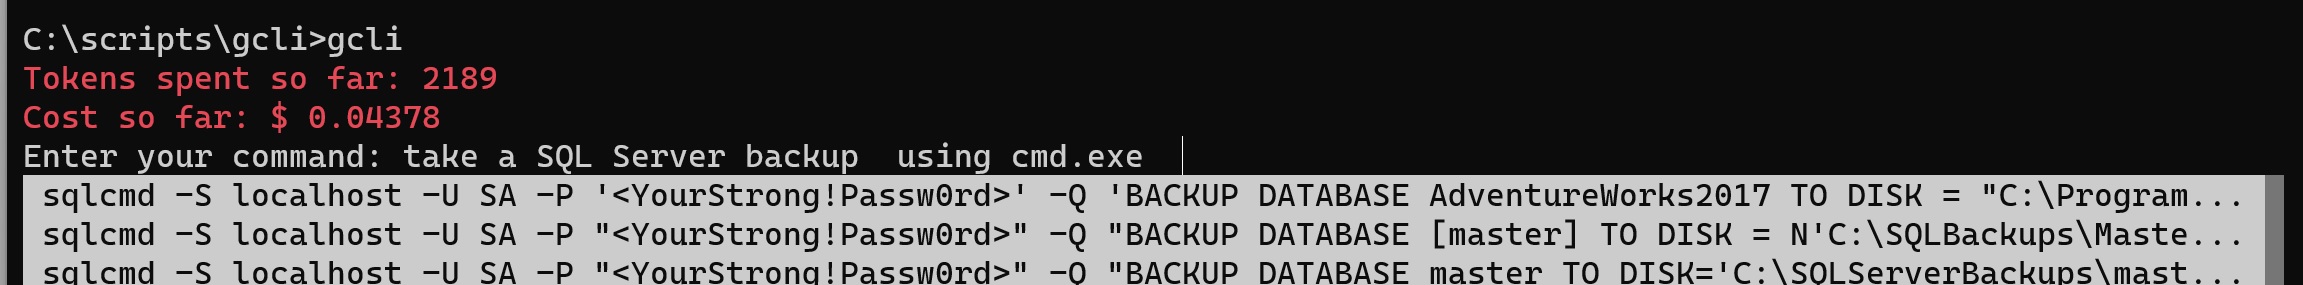 C:\scripts\gcli>gcli
Tokens spent so far: 2189
Cost so far: $ 0.04378
Enter your command: take a SQL Server backup  using cmd.exe
sqlcmd -S localhost -U SA -P '<YourStrong!Passw0rd>' -Q 'BACKUP DATABASE AdventureWorks2017 TO DISK = "C:\Program...
sqlcmd -S localhost -U SA -P "<YourStrong!Passw0rd>" -Q "BACKUP DATABASE [master] TO DISK = N'C:\SQLBackups\Maste...
sqlcmd -S localhost -U SA -P "<YourStrong!Passw0rd>" -Q "BACKUP DATABASE master TO DISK='C:\SQLServerBackups\mast...